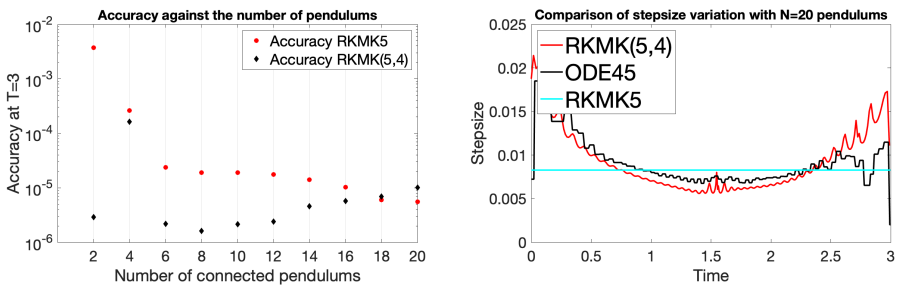 Accuracy against the number of pendulums
Accuracy at T=3
10^-2
10^-3
10^-4
10^-5
10^-6
Accuracy RKMK5
Accuracy RKMK(5,4)
2 4 6 8 10 12 14 16 18 20
Number of connected pendulums
Comparison of stepsize variation with N=20 pendulums
Stepsize
0.025
0.02
0.015
0.01
0.005
0
RKMK(5,4)
ODE45
RKMK5
0 0.5 1 1.5 2 2.5 3
Time